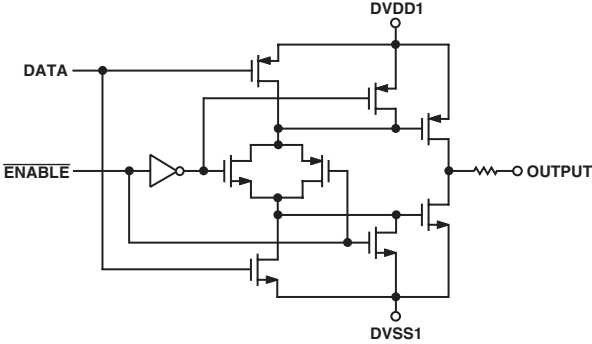 DVDD1
DATA
ENABLE
OUTPUT
DVSS1